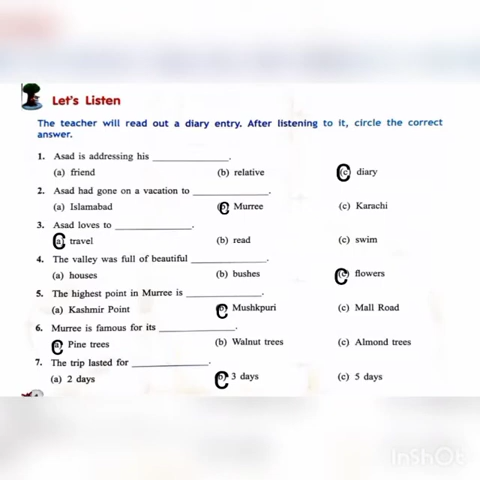 Let's Listen
The teacher will read out a diary entry. After listening to it, circle the correct
answer.
1. Asad is addressing his ______________.
(a) friend (b) relative (c) diary
2. Asad had gone on a vacation to ______________.
(a) Islamabad (b) Murree (c) Karachi
3. Asad loves to ______________.
(a) travel (b) read (c) swim
4. The valley was full of beautiful ______________.
(a) houses (b) bushes (c) flowers
5. The highest point in Murree is ______________.
(a) Kashmir Point (b) Mushkpuri (c) Mall Road
6. Murree is famous for its ______________.
(a) Pine trees (b) Walnut trees (c) Almond trees
7. The trip lasted for ______________.
(a) 2 days (b) 3 days (c) 5 days
InShOt